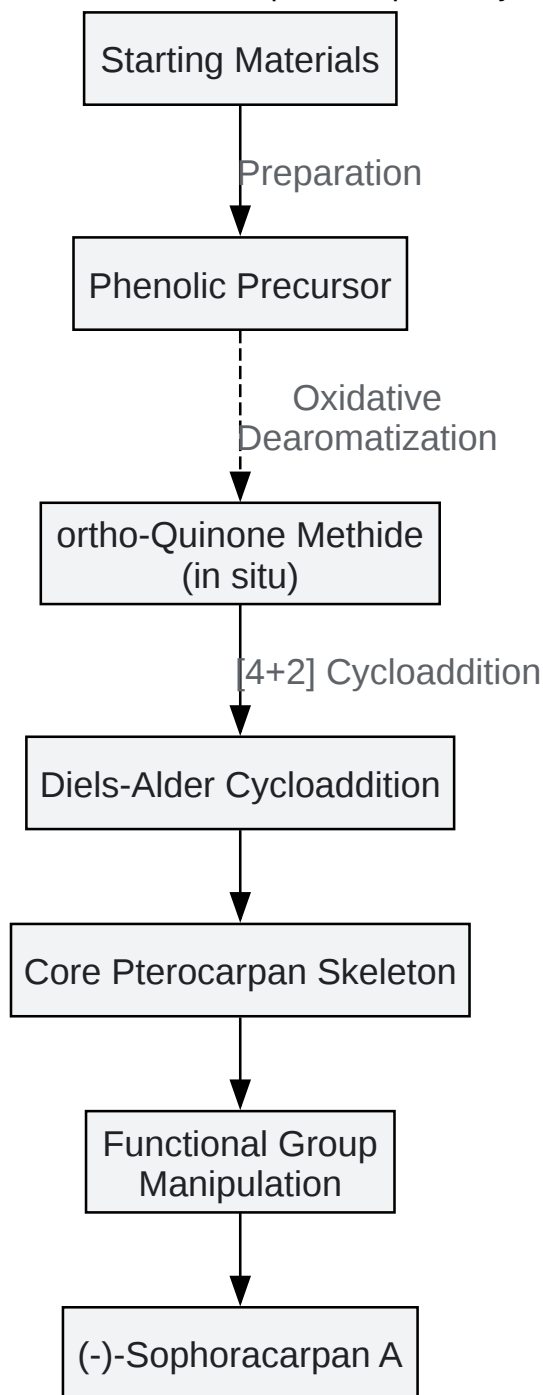 Starting Materials
Preparation
Phenolic Precursor
Oxidative
Dearomatization
ortho-Quinone Methide
(in situ)
[4+2] Cycloaddition
Diels-Alder Cycloaddition
Core Pterocarpan Skeleton
Functional Group
Manipulation
(-)-Sophoracarpan A